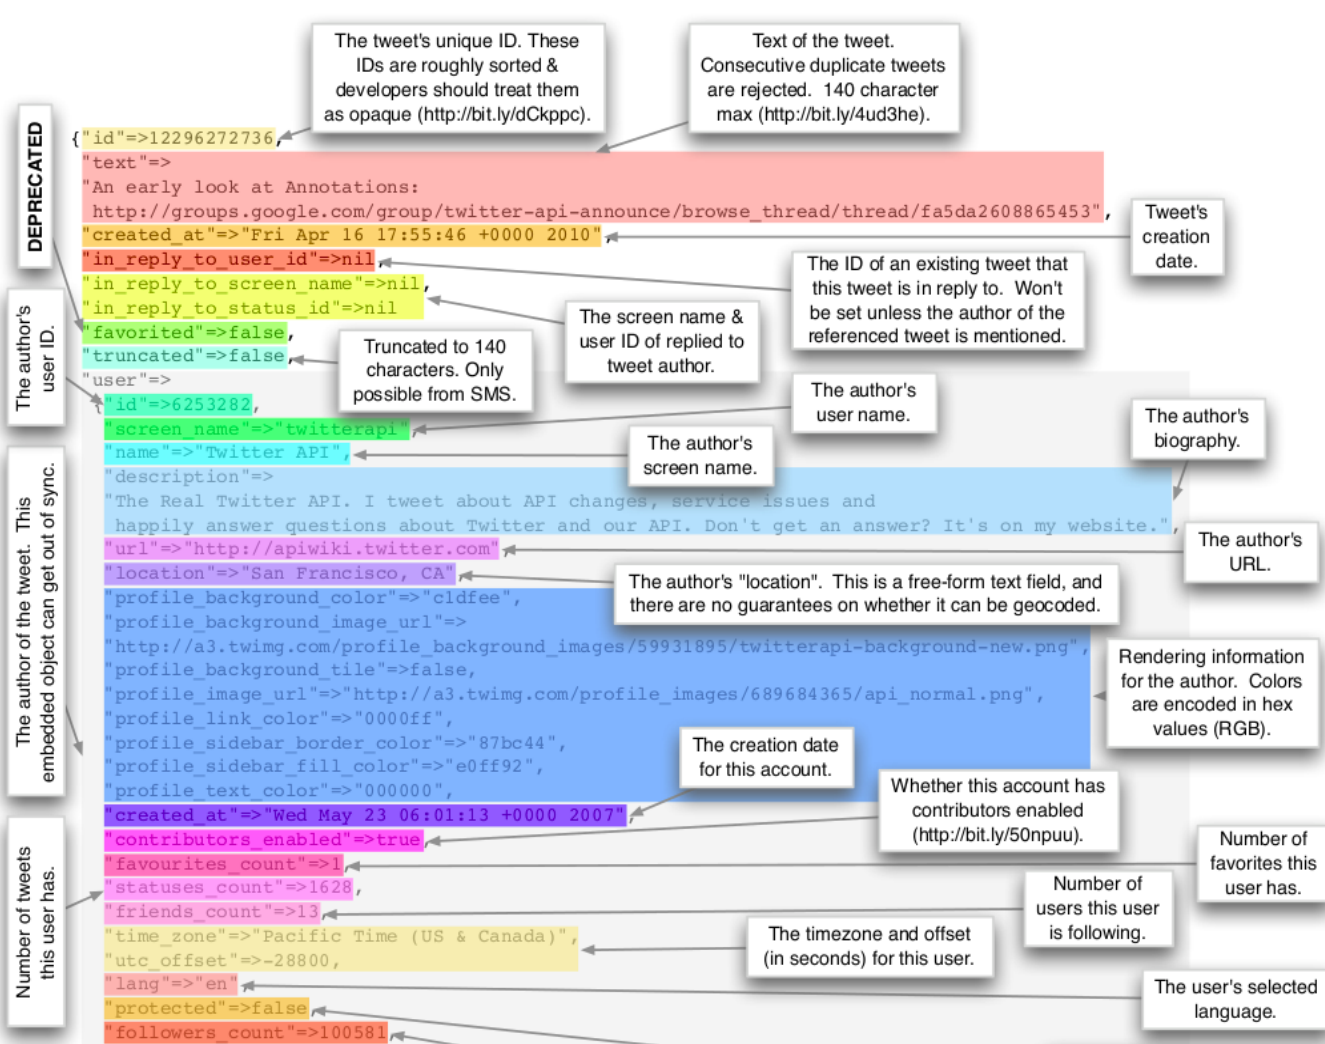 The tweet's unique ID. These
IDs are roughly sorted &
developers should treat them
as opaque (http://bit.ly/dCkppc).
Text of the tweet.
Consecutive duplicate tweets
are rejected. 140 character
max (http://bit.ly/4ud3he).
DEPRECATED
{"id"=>12296272736,
"text"=>
"An early look at Annotations:
http://groups.google.com/group/twitter-api-announce/browse_thread/thread/fa5da2608865453",
"created_at"=>"Fri Apr 16 17:55:46 +0000 2010",
Tweet's
creation
date.
"in_reply_to_user_id"=>nil,
The ID of an existing tweet that
this tweet is in reply to. Won't
be set unless the author of the
referenced tweet is mentioned.
"in_reply_to_screen_name"=>nil,
"in_reply_to_status_id"=>nil
The screen name &
user ID of replied to
tweet author.
"favorited"=>false,
"truncated"=>false,
Truncated to 140
characters. Only
possible from SMS.
The author's
user ID.
"user"=>
{"id"=>6253282,
"screen_name"=>"twitterapi",
The author's
user name.
"name"=>"Twitter API",
The author's
screen name.
The author's
biography.
"description"=>
"The Real Twitter API. I tweet about API changes, service issues and
happily answer questions about Twitter and our API. Don't get an answer? It's on my website.",
"url"=>"http://apiwiki.twitter.com",
The author's
URL.
"location"=>"San Francisco, CA",
The author's "location". This is a free-form text field, and
there are no guarantees on whether it can be geocoded.
The author of the tweet. This
embedded object can get out of sync.
"profile_background_color"=>"c1dfee",
"profile_background_image_url"=>
"http://a3.twimg.com/profile_background_images/59931895/twitterapi-background-new.png",
"profile_background_tile"=>false,
"profile_image_url"=>"http://a3.twimg.com/profile_images/689684365/api_normal.png",
"profile_link_color"=>"0000ff",
"profile_sidebar_border_color"=>"87bc44",
"profile_sidebar_fill_color"=>"e0ff92",
"profile_text_color"=>"000000",
Rendering information
for the author. Colors
are encoded in hex
values (RGB).
The creation date
for this account.
"created_at"=>"Wed May 23 06:01:13 +0000 2007",
Whether this account has
contributors enabled
(http://bit.ly/50npuu).
"contributors_enabled"=>true,
"favourites_count"=>1,
Number of
favorites this
user has.
Number of tweets
this user has.
"statuses_count"=>1628,
"friends_count"=>13,
Number of
users this user
is following.
"time_zone"=>"Pacific Time (US & Canada)",
"utc_offset"=>-28800,
The timezone and offset
(in seconds) for this user.
"lang"=>"en",
The user's selected
language.
"protected"=>false,
"followers_count"=>100581,